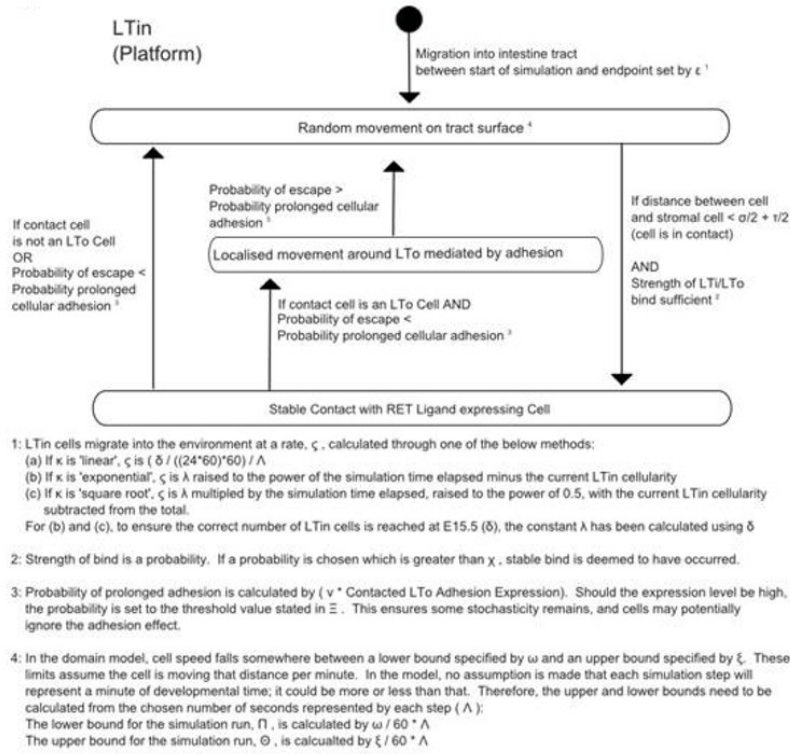 LTin
(Platform)
Migration into intestine tract
between start of simulation and endpoint set by ε ¹
Random movement on tract surface ⁴
Probability of escape >
Probability prolonged cellular
adhesion ³
If distance between cell
and stromal cell < σ/2 + τ/2
(cell is in contact)
AND
Strength of LTi/LTo
bind sufficient ²
If contact cell
is not an LTo Cell
OR
Probability of escape <
Probability prolonged
cellular adhesion ³
Localised movement around LTo mediated by adhesion
If contact cell is an LTo Cell AND
Probability of escape <
Probability prolonged cellular adhesion ³
Stable Contact with RET Ligand expressing Cell
1: LTin cells migrate into the environment at a rate, ς , calculated through one of the below methods:
(a) If κ is 'linear', ς is ( δ / ((24*60)*60) / Λ
(b) If κ is 'exponential', ς is λ raised to the power of the simulation time elapsed minus the current LTin cellularity
(c) If κ is 'square root', ς is λ multipled by the simulation time elapsed, raised to the power of 0.5, with the current LTin cellularity
subtracted from the total.
For (b) and (c), to ensure the correct number of LTin cells is reached at E15.5 (δ), the constant λ has been calculated using δ
2: Strength of bind is a probability. If a probability is chosen which is greater than χ , stable bind is deemed to have occurred.
3: Probability of prolonged adhesion is calculated by ( ν * Contacted LTo Adhesion Expression). Should the expression level be high,
the probability is set to the threshold value stated in Ξ . This ensures some stochasticity remains, and cells may potentially
ignore the adhesion effect.
4: In the domain model, cell speed falls somewhere between a lower bound specified by ω and an upper bound specified by ξ. These
limits assume the cell is moving that distance per minute. In the model, no assumption is made that each simulation step will
represent a minute of developmental time; it could be more or less than that. Therefore, the upper and lower bounds need to be
calculated from the chosen number of seconds represented by each step ( Λ ):
The lower bound for the simulation run, Π , is calculated by ω / 60 * Λ
The upper bound for the simulation run, Θ , is calcualted by ξ / 60 * Λ